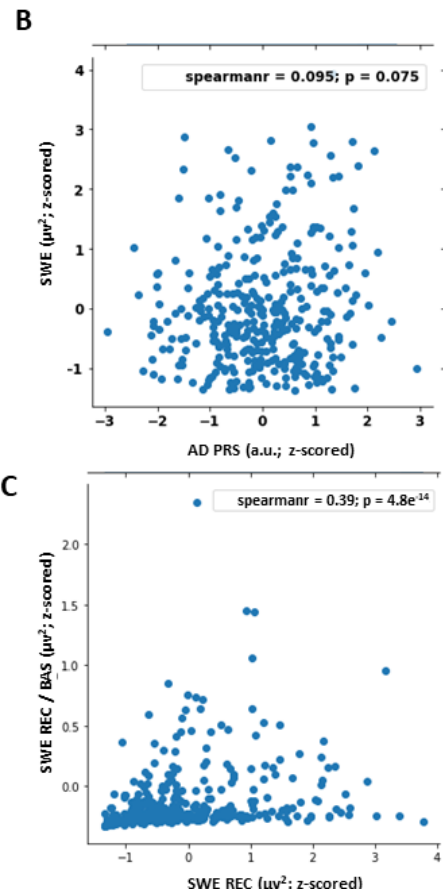 B
spearmanr = 0.095; p = 0.075
SWE (μv²; z-scored)
4
3
2
1
0
-1
−3 −2 −1 0 1 2 3
AD PRS (a.u.; z-scored)
C
spearmanr = 0.39; p = 4.8e⁻¹⁴
SWE REC / BAS (μv²; z-scored)
2.0
1.5
1.0
0.5
0.0
−1 0 1 2 3 4
SWE REC (μv²; z-scored)